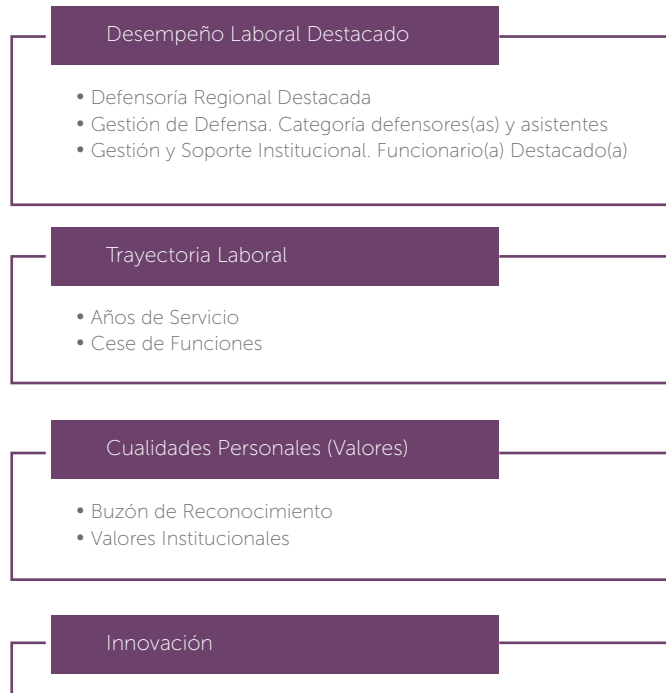 Desempeño Laboral Destacado
• Defensoría Regional Destacada
• Gestión de Defensa. Categoría defensores(as) y asistentes
• Gestión y Soporte Institucional. Funcionario(a) Destacado(a)
Trayectoria Laboral
• Años de Servicio
• Cese de Funciones
Cualidades Personales (Valores)
• Buzón de Reconocimiento
• Valores Institucionales
Innovación